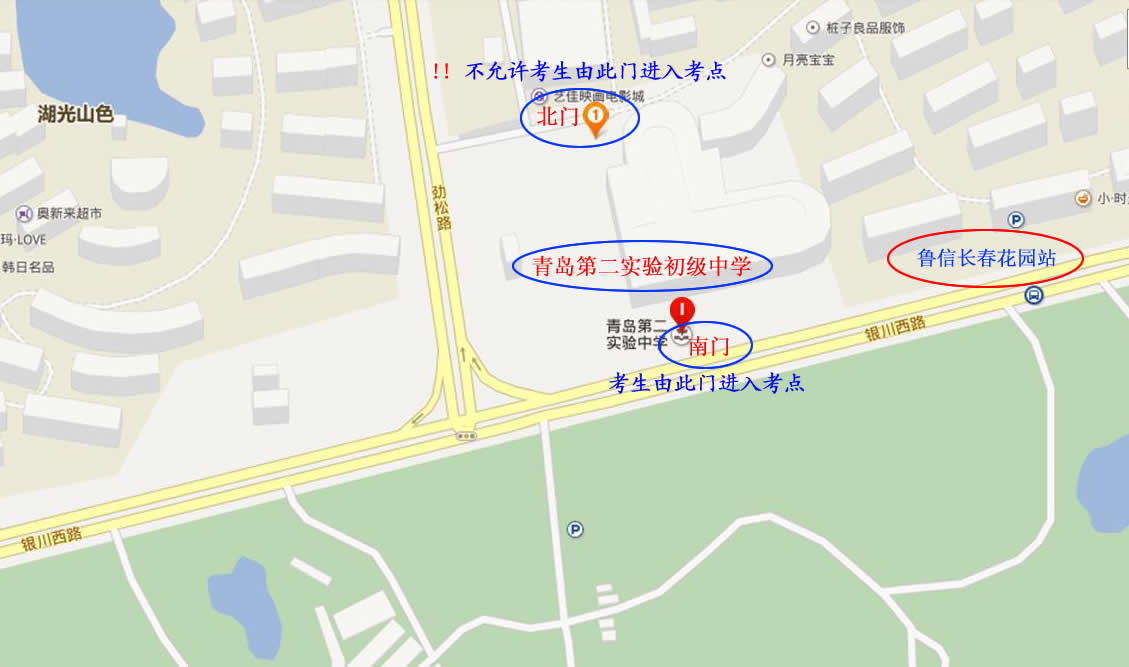 桩子良品服饰
月亮宝宝
!! 不允许考生由此门进入考点
艺佳映画电影城
北门
1
湖光山色
劲松路
奥新来超市
玛·LOVE
韩日名品
P
小·时
鲁信长春花园站
青岛第二实验初级中学
青岛第二
实验中学
南门
银川西路
考生由此门进入考点
银川西路
P